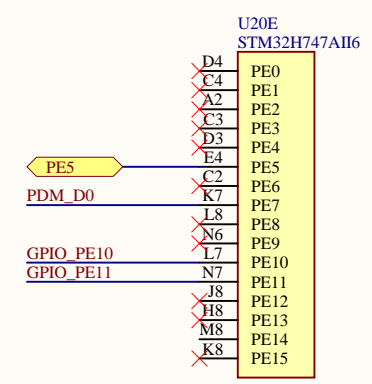 U20E
STM32H747AII6
D4 PE0
C4 PE1
A2 PE2
C3 PE3
D3 PE4
PE5 E4 PE5
C2 PE6
PDM_D0 K7 PE7
L8 PE8
N6 PE9
GPIO_PE10 L7 PE10
GPIO_PE11 N7 PE11
J8 PE12
H8 PE13
M8 PE14
K8 PE15